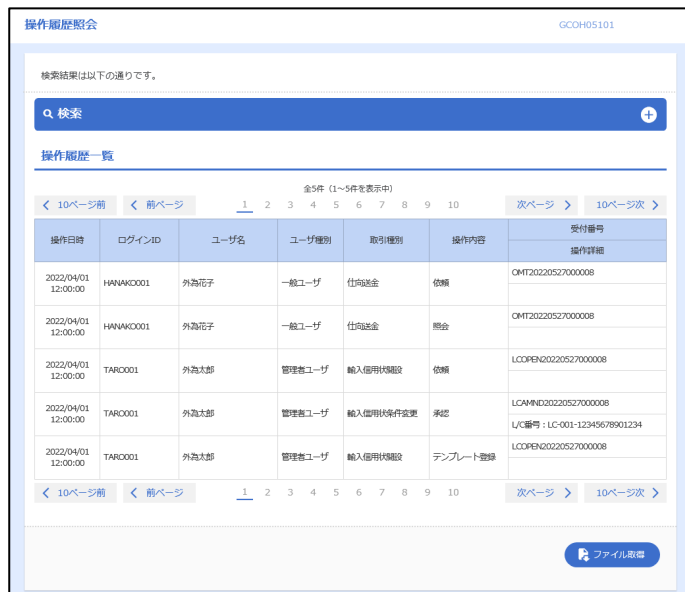 操作履歴照会
GCOH05101
検索結果は以下の通りです。
検索
操作履歴一覧
全5件（1～5件を表示中）
10ページ前 前ページ 1 2 3 4 5 6 7 8 9 10 次ページ 10ページ次
操作日時 ログインID ユーザ名 ユーザ種別 取引種別 操作内容 受付番号
操作詳細
2022/04/01 12:00:00 HANAKO001 外為花子 一般ユーザ 仕向送金 依頼 OMT20220527000008
2022/04/01 12:00:00 HANAKO001 外為花子 一般ユーザ 仕向送金 照会 OMT20220527000008
2022/04/01 12:00:00 TARO001 外為太郎 管理者ユーザ 輸入信用状開設 依頼 LCOPEN20220527000008
2022/04/01 12:00:00 TARO001 外為太郎 管理者ユーザ 輸入信用状条件変更 承認 LCAMND20220527000008
L/C番号：LC-001-12345678901234
2022/04/01 12:00:00 TARO001 外為太郎 管理者ユーザ 輸入信用状開設 テンプレート登録 LCOPEN20220527000008
10ページ前 前ページ 1 2 3 4 5 6 7 8 9 10 次ページ 10ページ次
ファイル取得